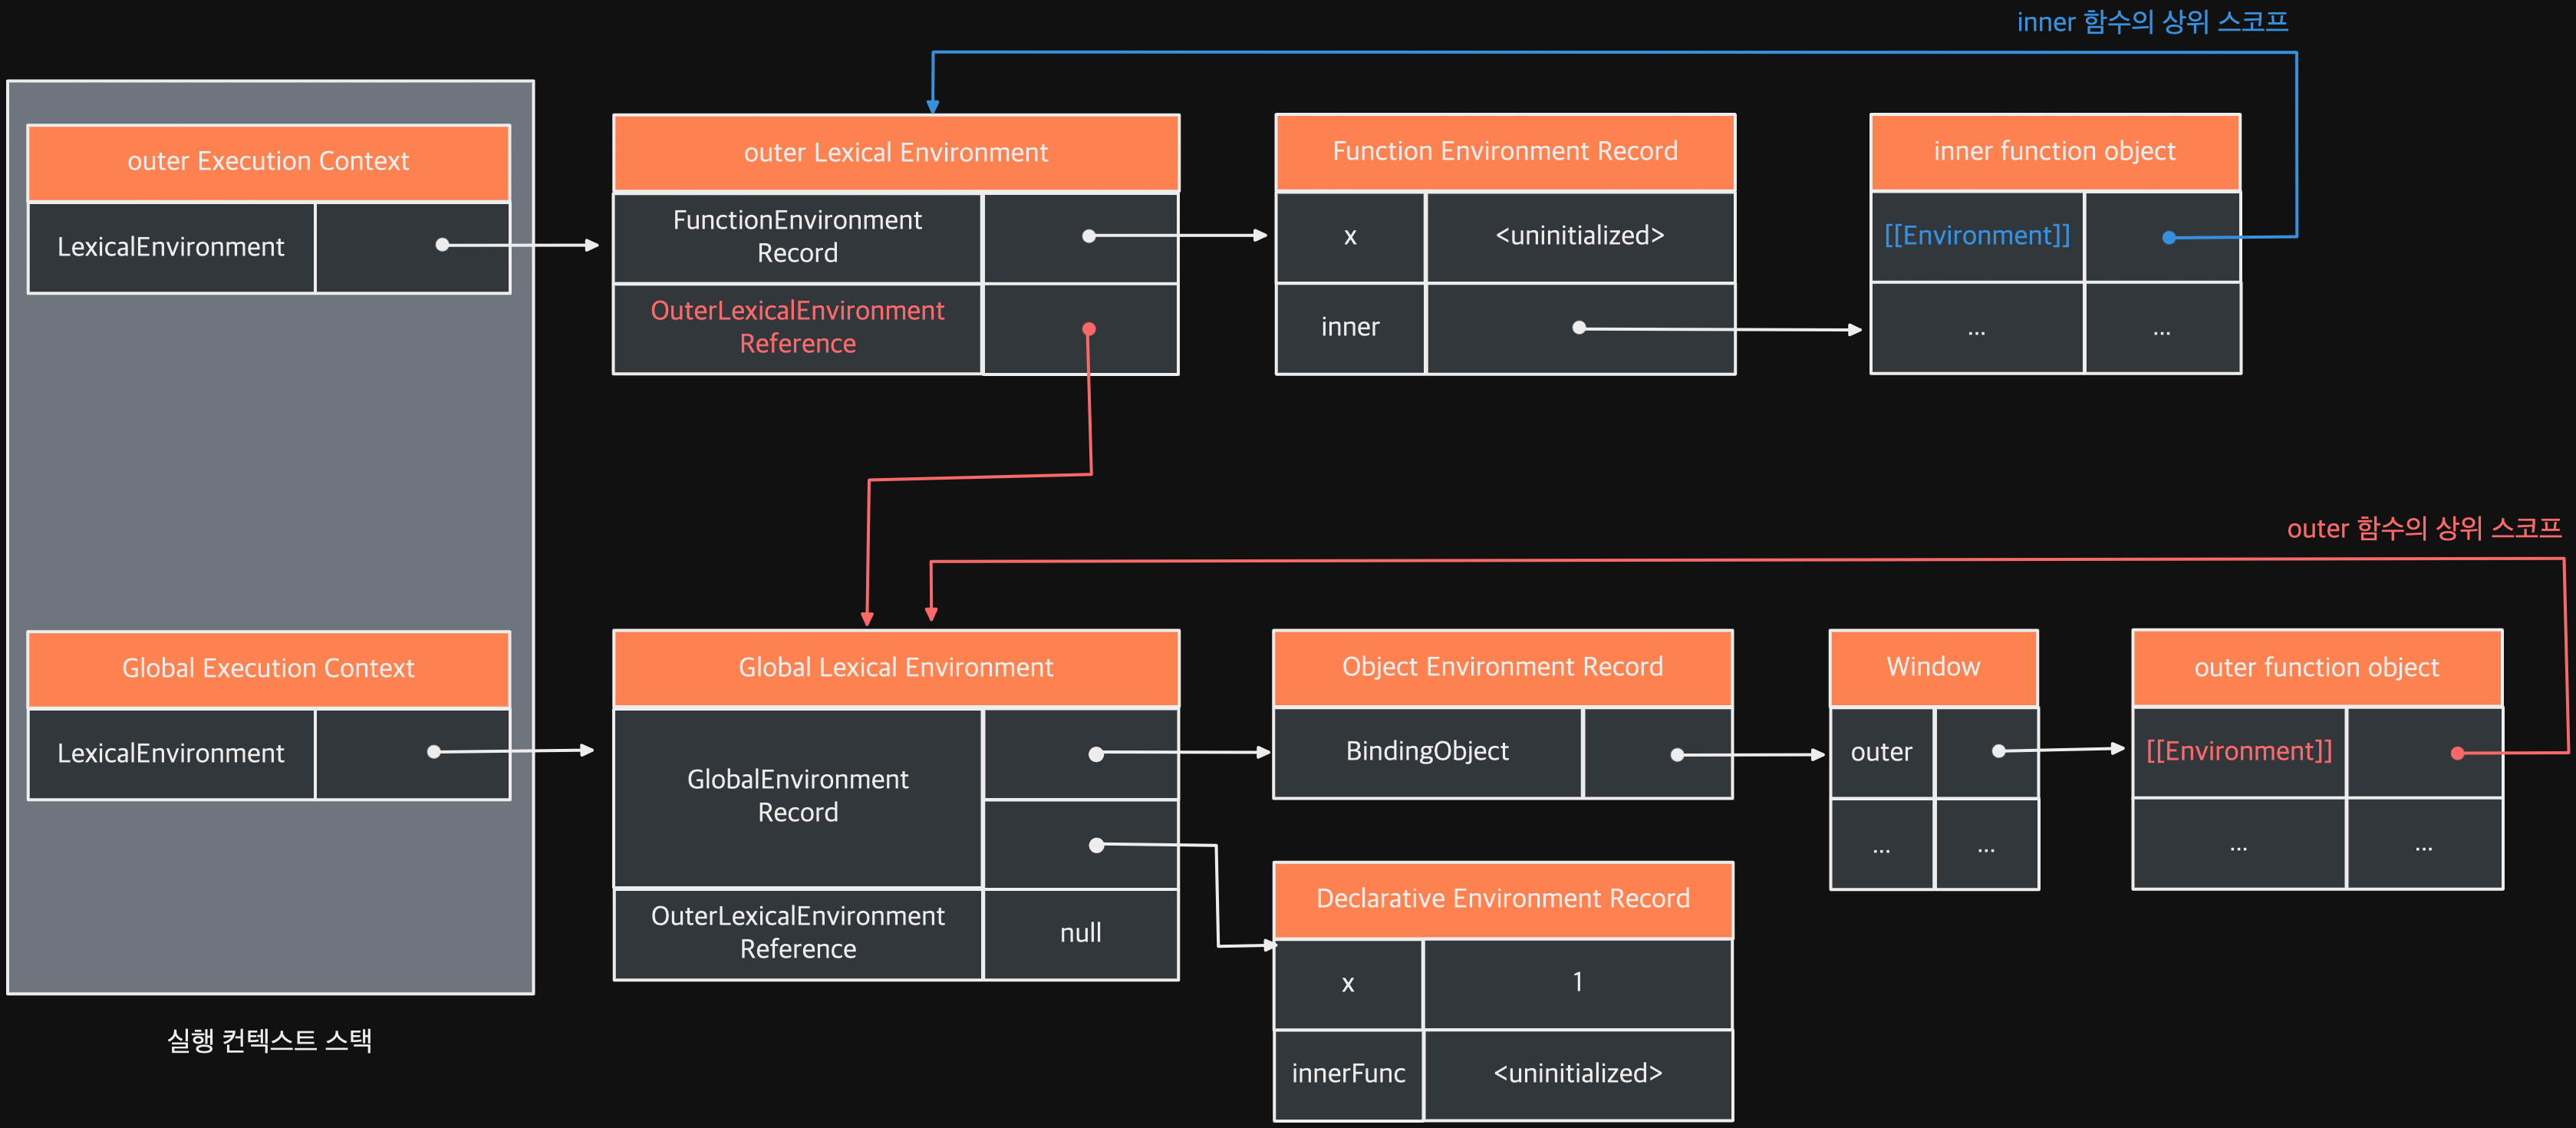 inner 함수의 상위 스코프
outer Execution Context
LexicalEnvironment
outer Lexical Environment
FunctionEnvironment
Record
OuterLexicalEnvironment
Reference
Function Environment Record
x
<uninitialized>
inner
inner function object
[[Environment]]
...
...
outer 함수의 상위 스코프
Global Execution Context
LexicalEnvironment
Global Lexical Environment
GlobalEnvironment
Record
OuterLexicalEnvironment
Reference
null
Object Environment Record
BindingObject
Window
outer
...
...
outer function object
[[Environment]]
...
...
Declarative Environment Record
x
1
innerFunc
<uninitialized>
실행 컨텍스트 스택